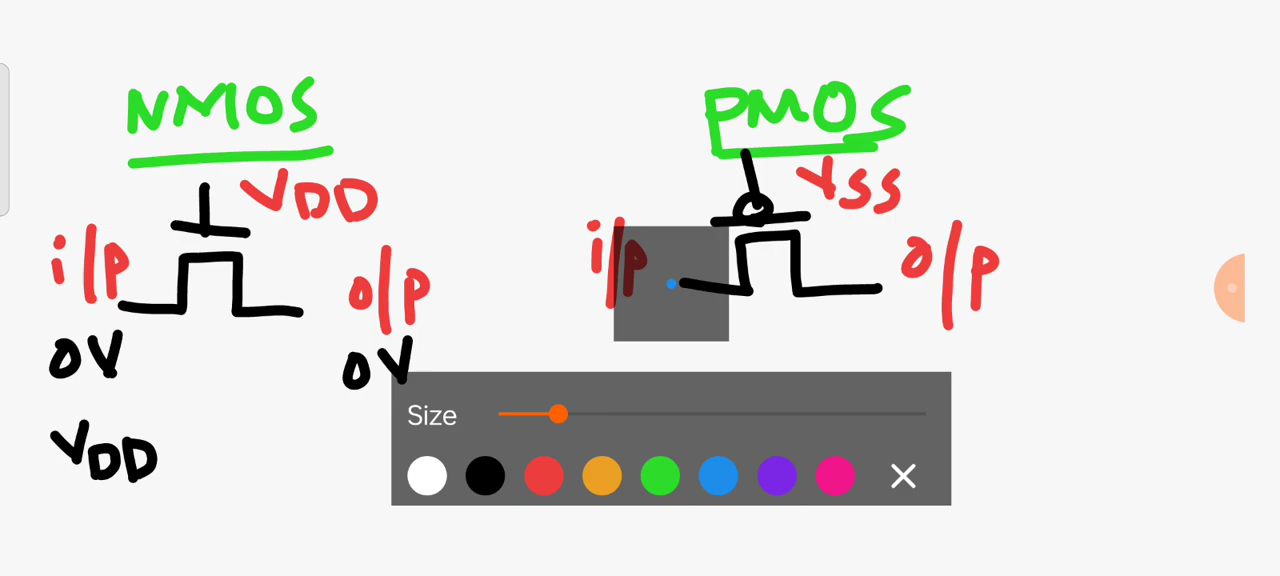 NMOS
PMOS
VDD
VSS
i/p
o/p
i/p
o/p
0V
0V
VDD
Size